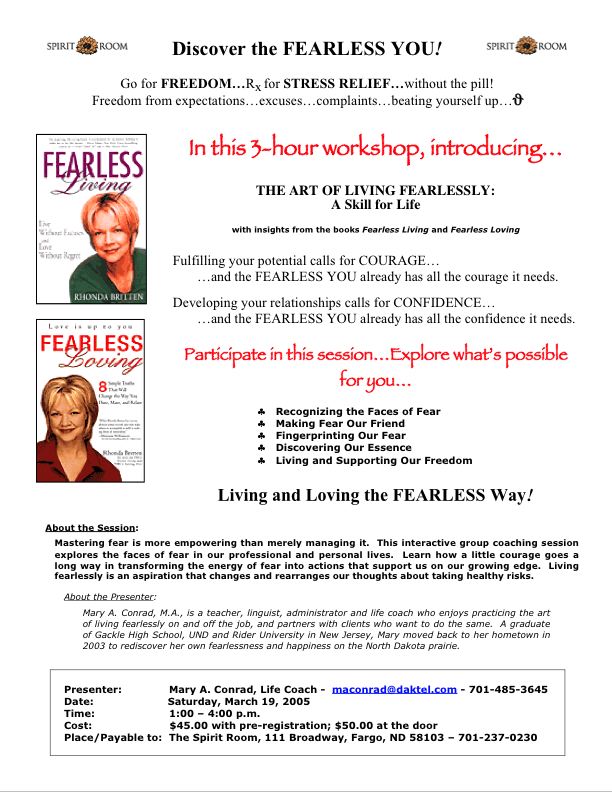 SPIRIT ROOM
Discover the FEARLESS YOU!
SPIRIT ROOM
Go for FREEDOM…Rx for STRESS RELIEF…without the pill!
Freedom from expectations…excuses…complaints…beating yourself up…
FEARLESS
Living
Live
Without Excuses
and
Love
Without Regret
RHONDA BRITTEN
In this 3-hour workshop, introducing…
THE ART OF LIVING FEARLESSLY:
A Skill for Life
with insights from the books Fearless Living and Fearless Loving
Fulfilling your potential calls for COURAGE…
…and the FEARLESS YOU already has all the courage it needs.
Developing your relationships calls for CONFIDENCE…
…and the FEARLESS YOU already has all the confidence it needs.
Love is up to you
FEARLESS
Loving
8 Simple Truths
That Will
Change the Way You
Date, Mate, and Relate
Rhonda Britten
Participate in this session…Explore what's possible
for you…
♣ Recognizing the Faces of Fear
♣ Making Fear Our Friend
♣ Fingerprinting Our Fear
♣ Discovering Our Essence
♣ Living and Supporting Our Freedom
Living and Loving the FEARLESS Way!
About the Session:
Mastering fear is more empowering than merely managing it. This interactive group coaching session
explores the faces of fear in our professional and personal lives. Learn how a little courage goes a
long way in transforming the energy of fear into actions that support us on our growing edge. Living
fearlessly is an aspiration that changes and rearranges our thoughts about taking healthy risks.
About the Presenter:
Mary A. Conrad, M.A., is a teacher, linguist, administrator and life coach who enjoys practicing the art
of living fearlessly on and off the job, and partners with clients who want to do the same. A graduate
of Gackle High School, UND and Rider University in New Jersey, Mary moved back to her hometown in
2003 to rediscover her own fearlessness and happiness on the North Dakota prairie.
Presenter: Mary A. Conrad, Life Coach - maconrad@daktel.com - 701-485-3645
Date: Saturday, March 19, 2005
Time: 1:00 – 4:00 p.m.
Cost: $45.00 with pre-registration; $50.00 at the door
Place/Payable to: The Spirit Room, 111 Broadway, Fargo, ND 58103 – 701-237-0230